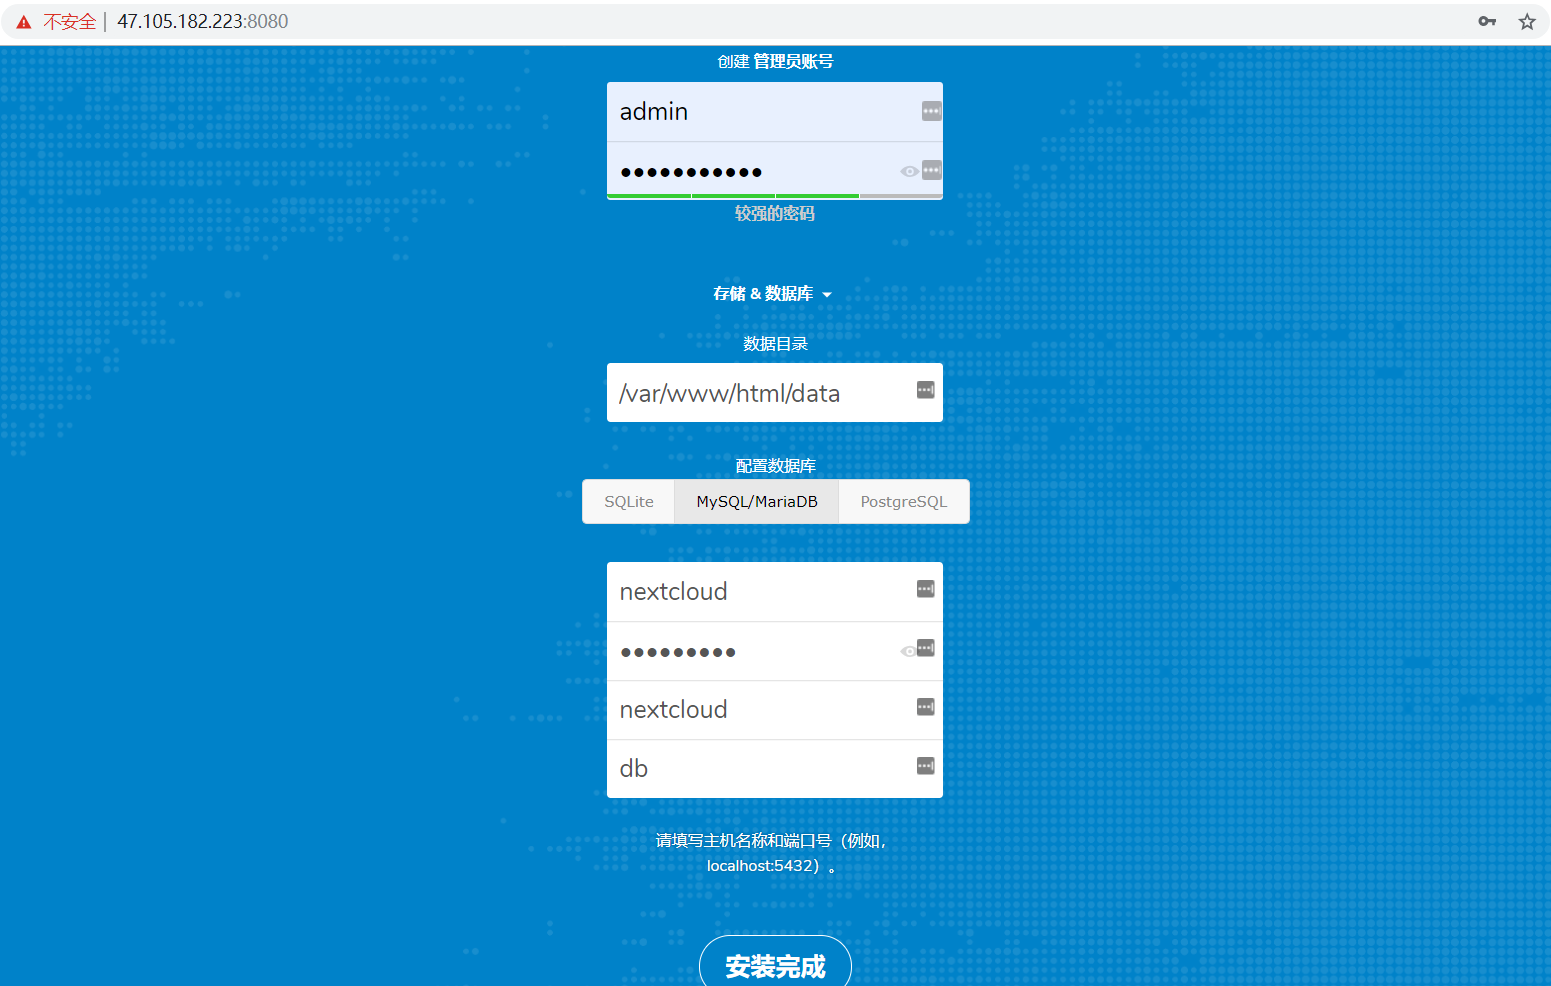 不安全 47.105.182.223:8080
创建 管理员账号
admin
•••••••••••
较强的密码
存储 & 数据库
数据目录
/var/www/html/data
配置数据库
SQLite MySQL/MariaDB PostgreSQL
nextcloud
•••••••••
nextcloud
db
请填写主机名称和端口号（例如，
localhost:5432）。
安装完成